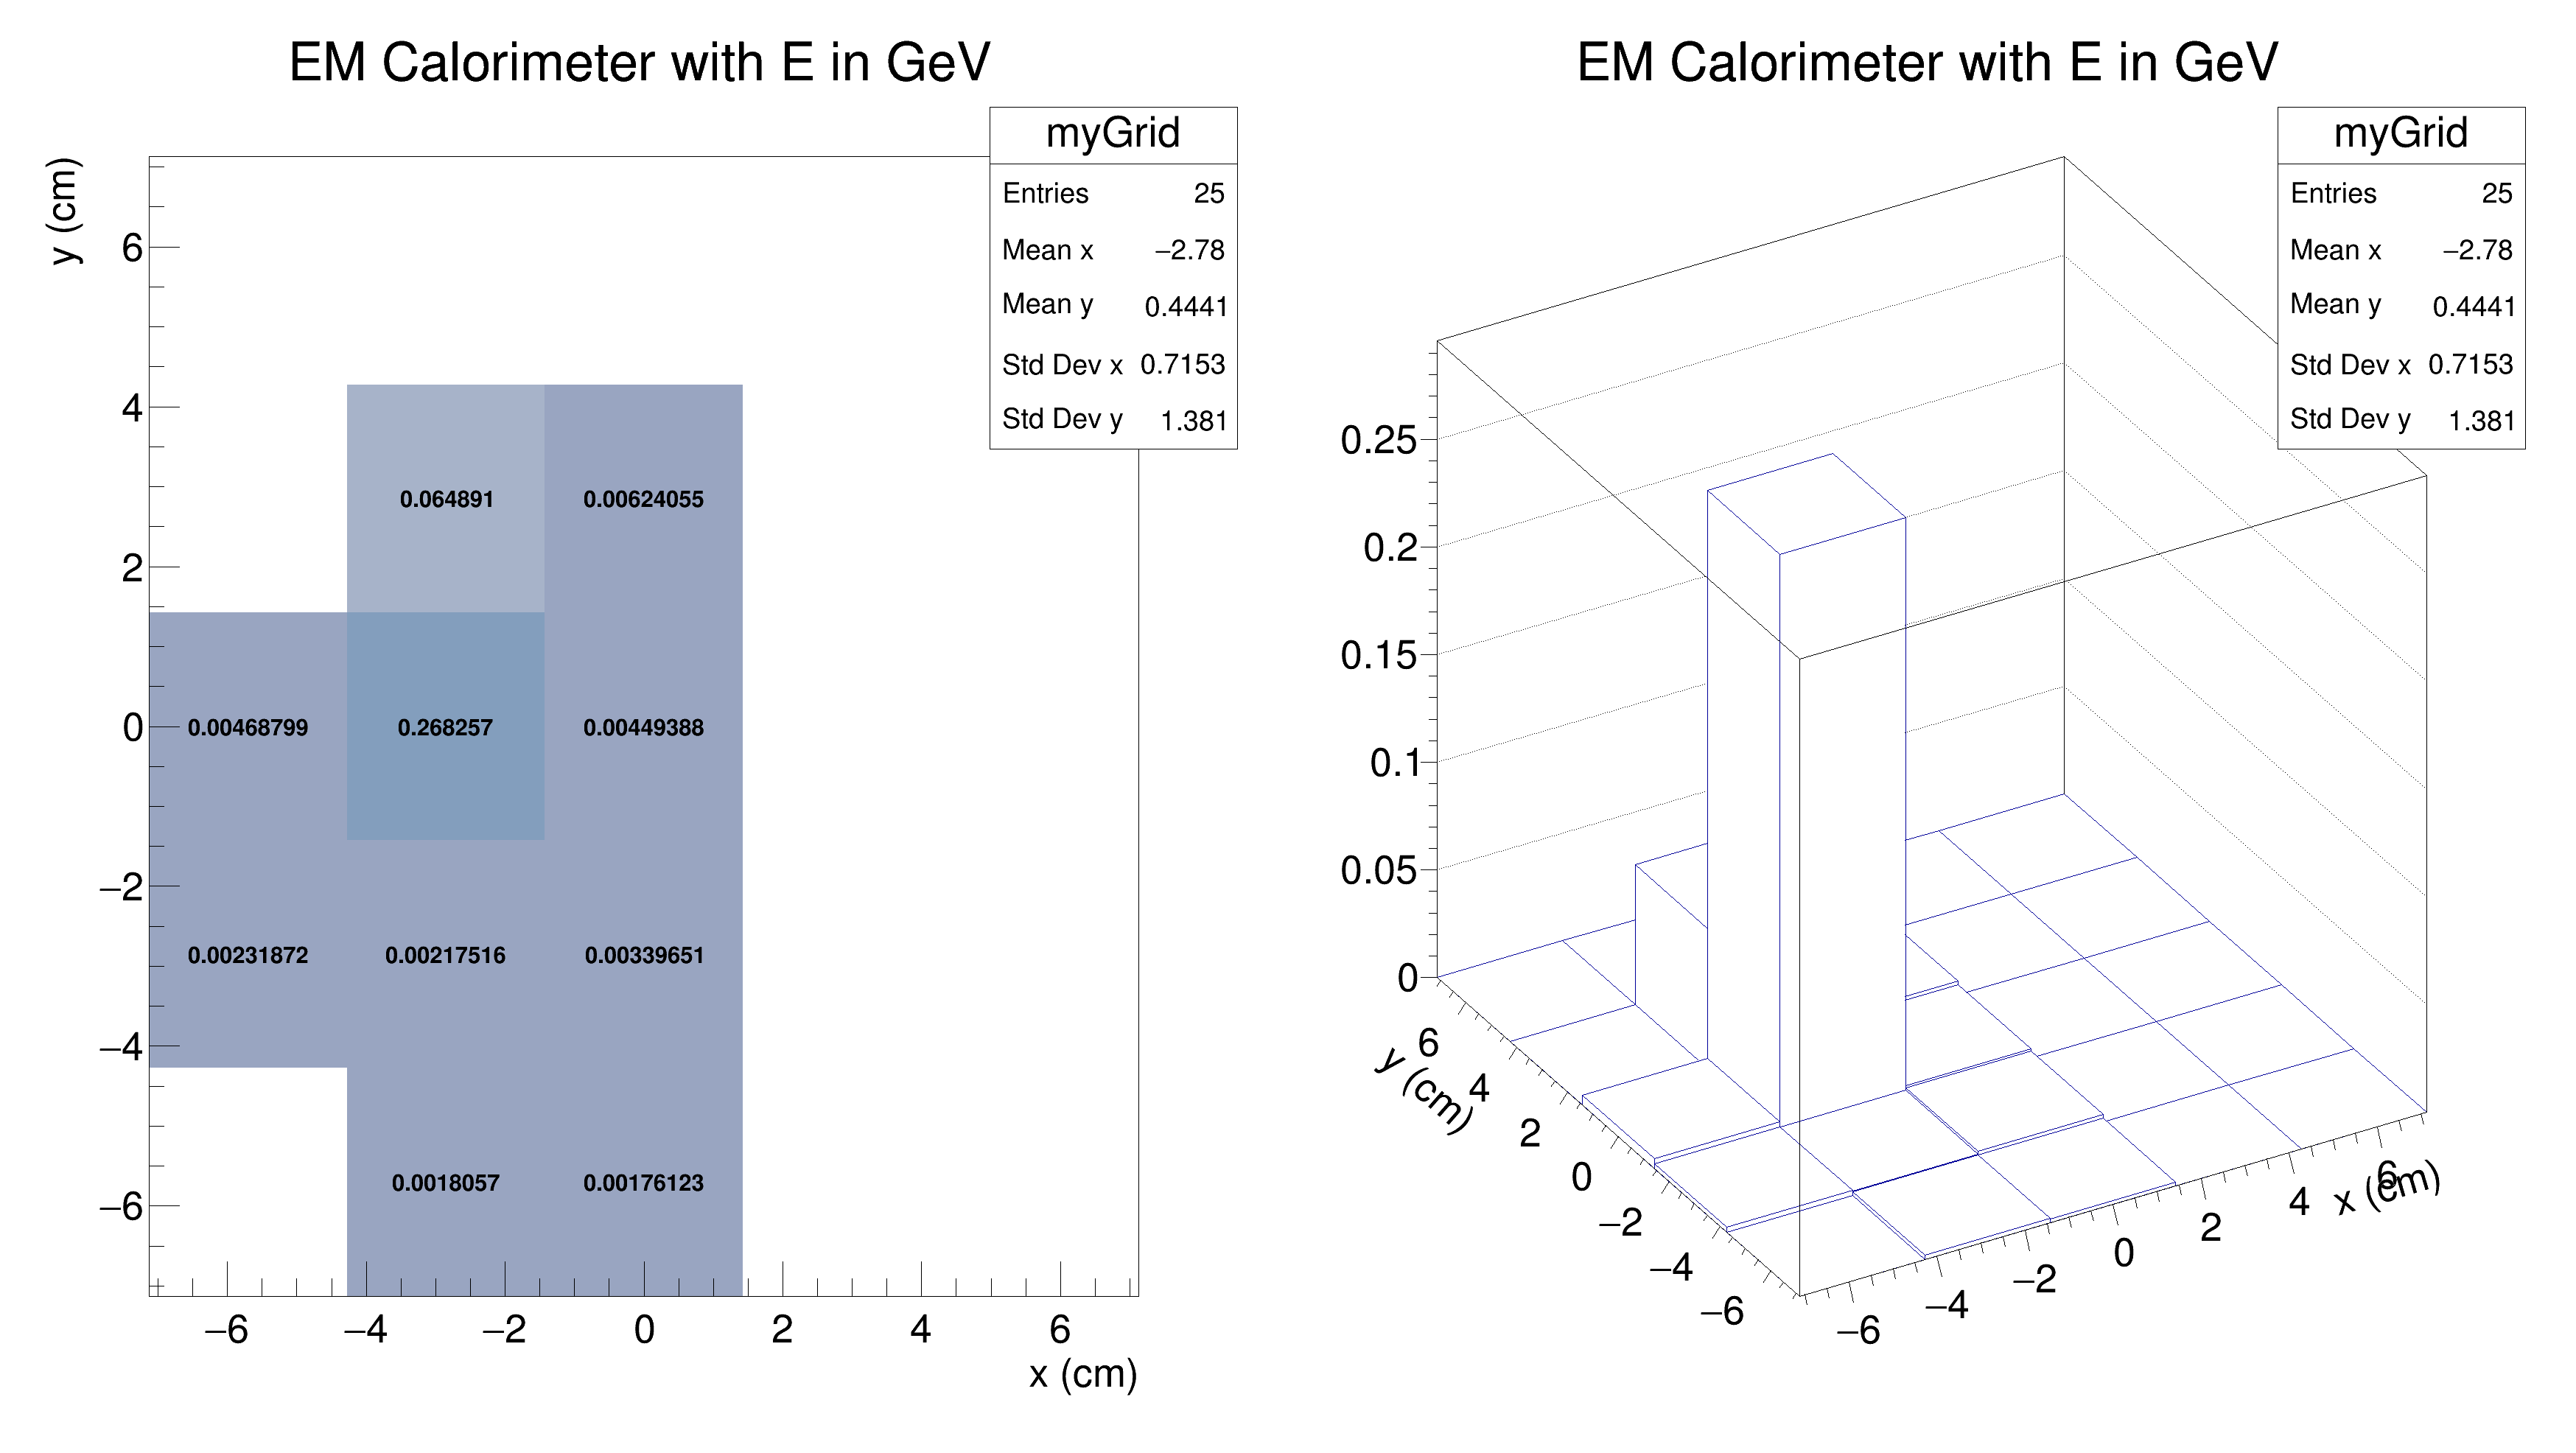 EM Calorimeter with E in GeV
myGrid
Entries 25
Mean x −2.78
Mean y 0.4441
Std Dev x 0.7153
Std Dev y 1.381
y (cm)
6
4
2
0
−2
−4
−6
0.064891 0.00624055
0.00468799 0.268257 0.00449388
0.00231872 0.00217516 0.00339651
0.0018057 0.00176123
−6 −4 −2 0 2 4 6
x (cm)
EM Calorimeter with E in GeV
myGrid
Entries 25
Mean x −2.78
Mean y 0.4441
Std Dev x 0.7153
Std Dev y 1.381
0.25
0.2
0.15
0.1
0.05
0
y (cm)
6
4
2
0
−2
−4
−6
−6 −4 −2 0 2 4 6
x (cm)